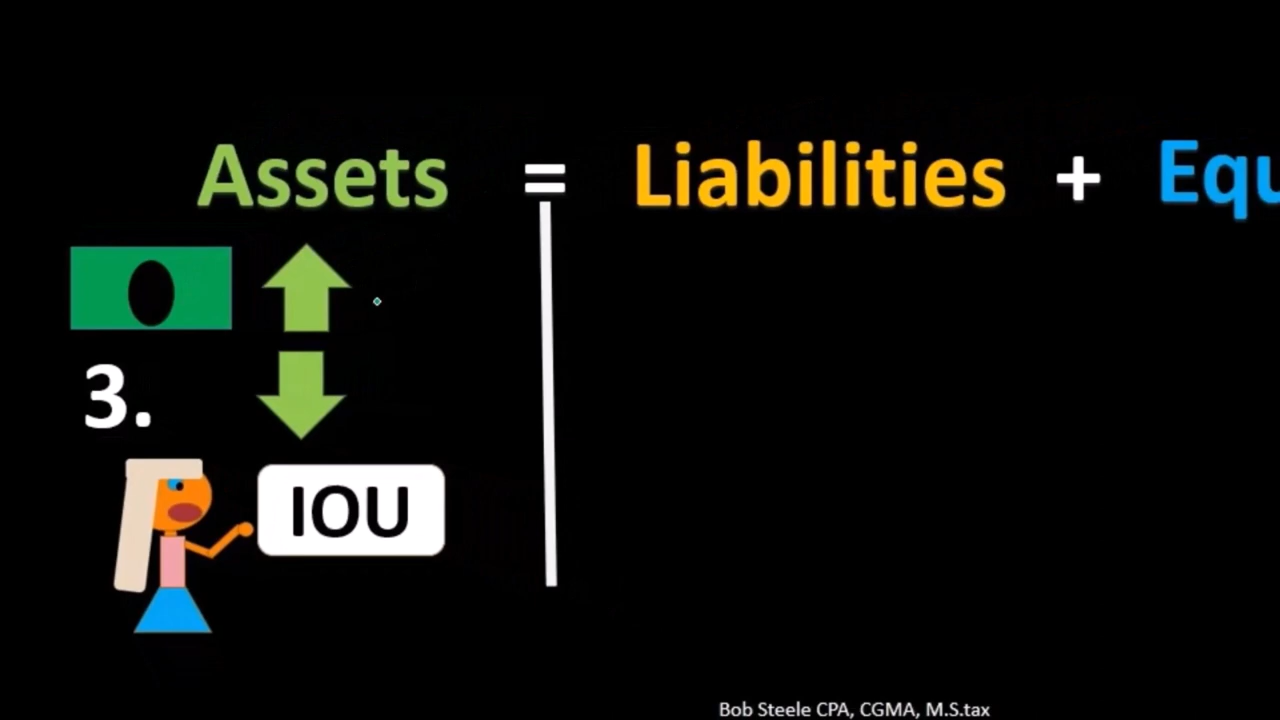 Assets = Liabilities + Equ
3.
IOU
Bob Steele CPA, CGMA, M.S.tax